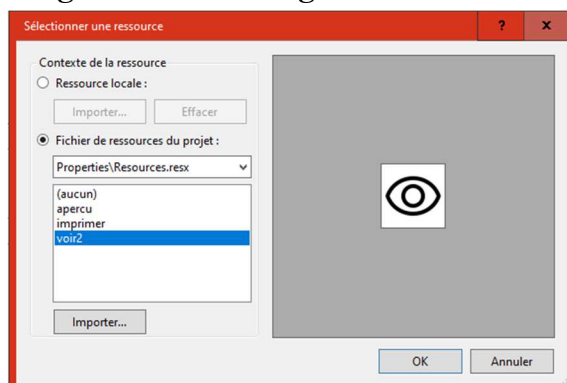 Sélectionner une ressource
? x
Contexte de la ressource
Ressource locale :
Importer... Effacer
Fichier de ressources du projet :
Properties\Resources.resx
(aucun)
apercu
imprimer
voir2
Importer...
OK Annuler